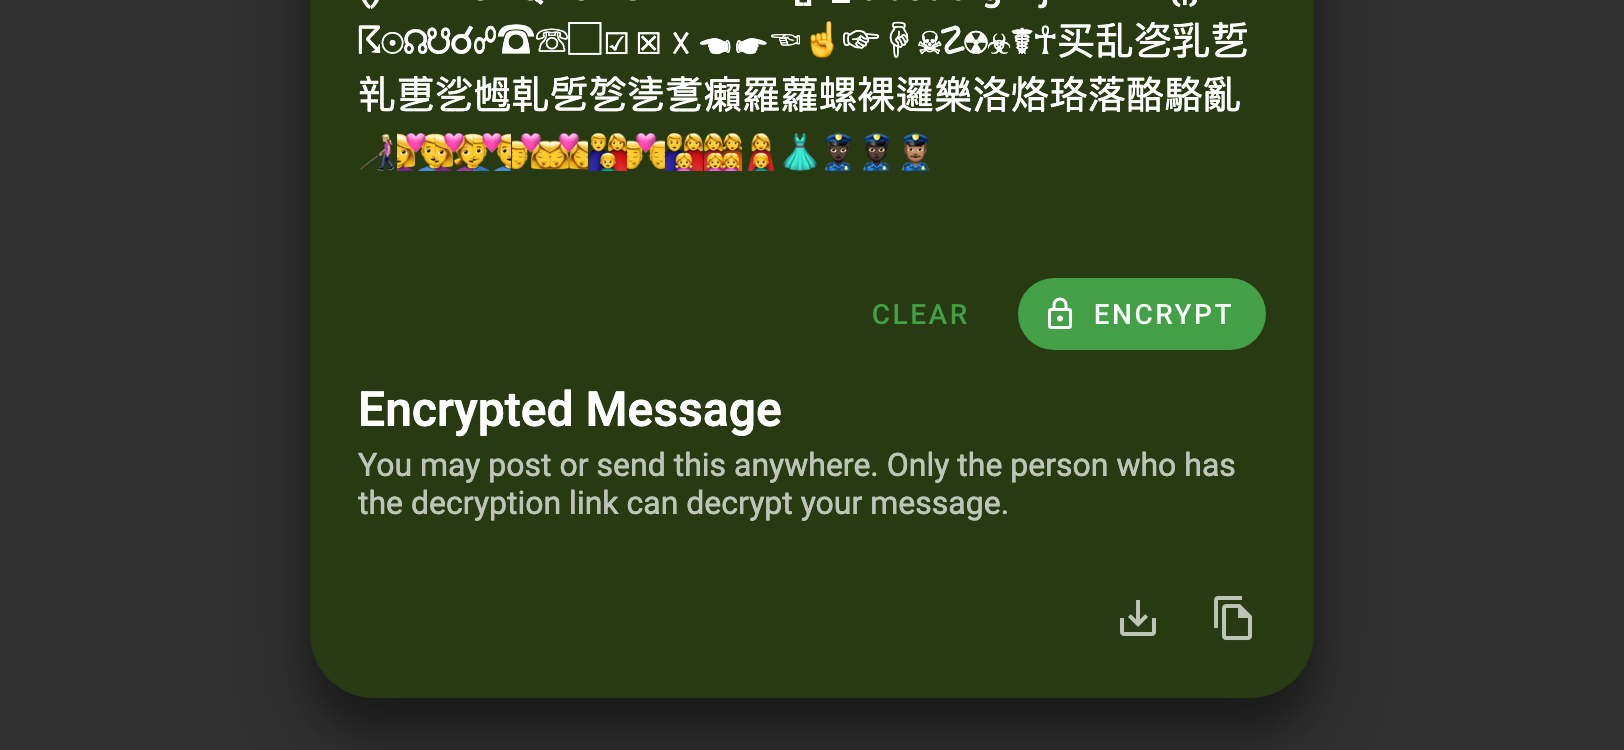 ☈☉☊☋☌☍☎☏☐☑☒☓☚☛☜☝☞☟☠☡☢☣☤☥买乱乲乳乴
乵乶乷乸乹乺乻乼乽癩羅蘿螺裸邏樂洛烙珞落酪駱亂
CLEAR
ENCRYPT
Encrypted Message
You may post or send this anywhere. Only the person who has
the decryption link can decrypt your message.